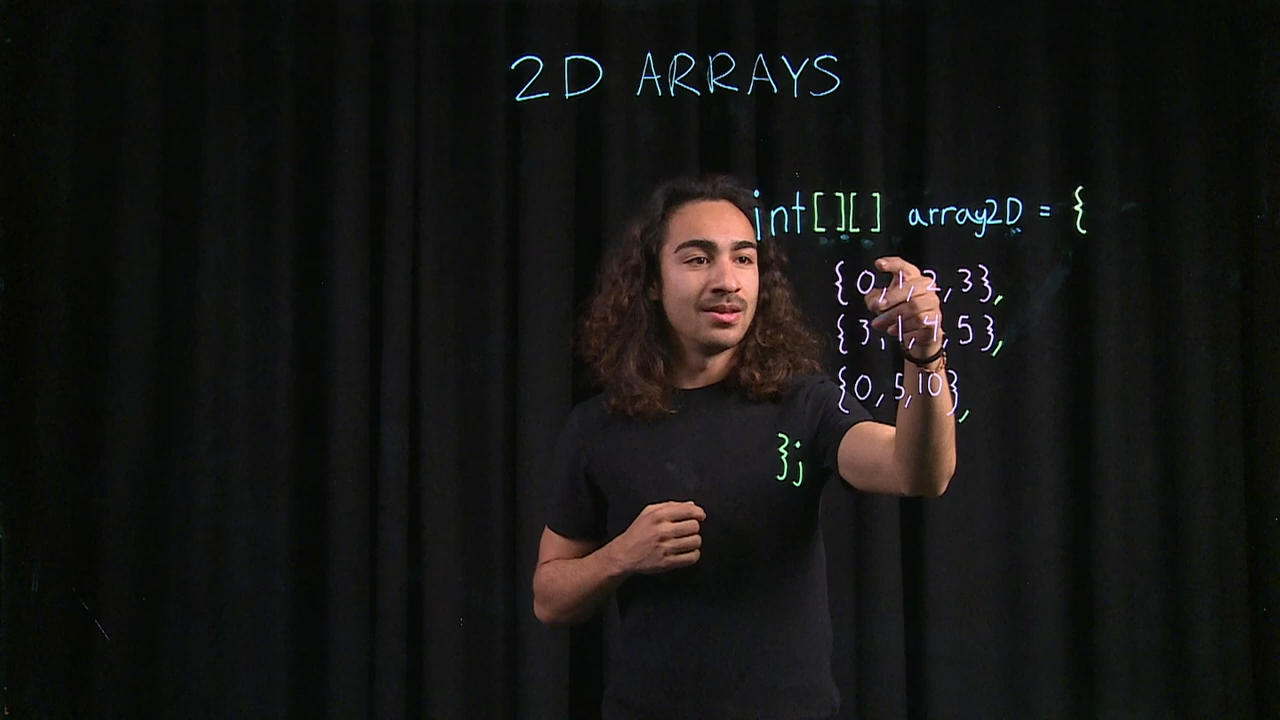 2D ARRAYS
int[][] array2D = {
{0,1,2,3},
{3,1,4,5},
{0,5,10},
};